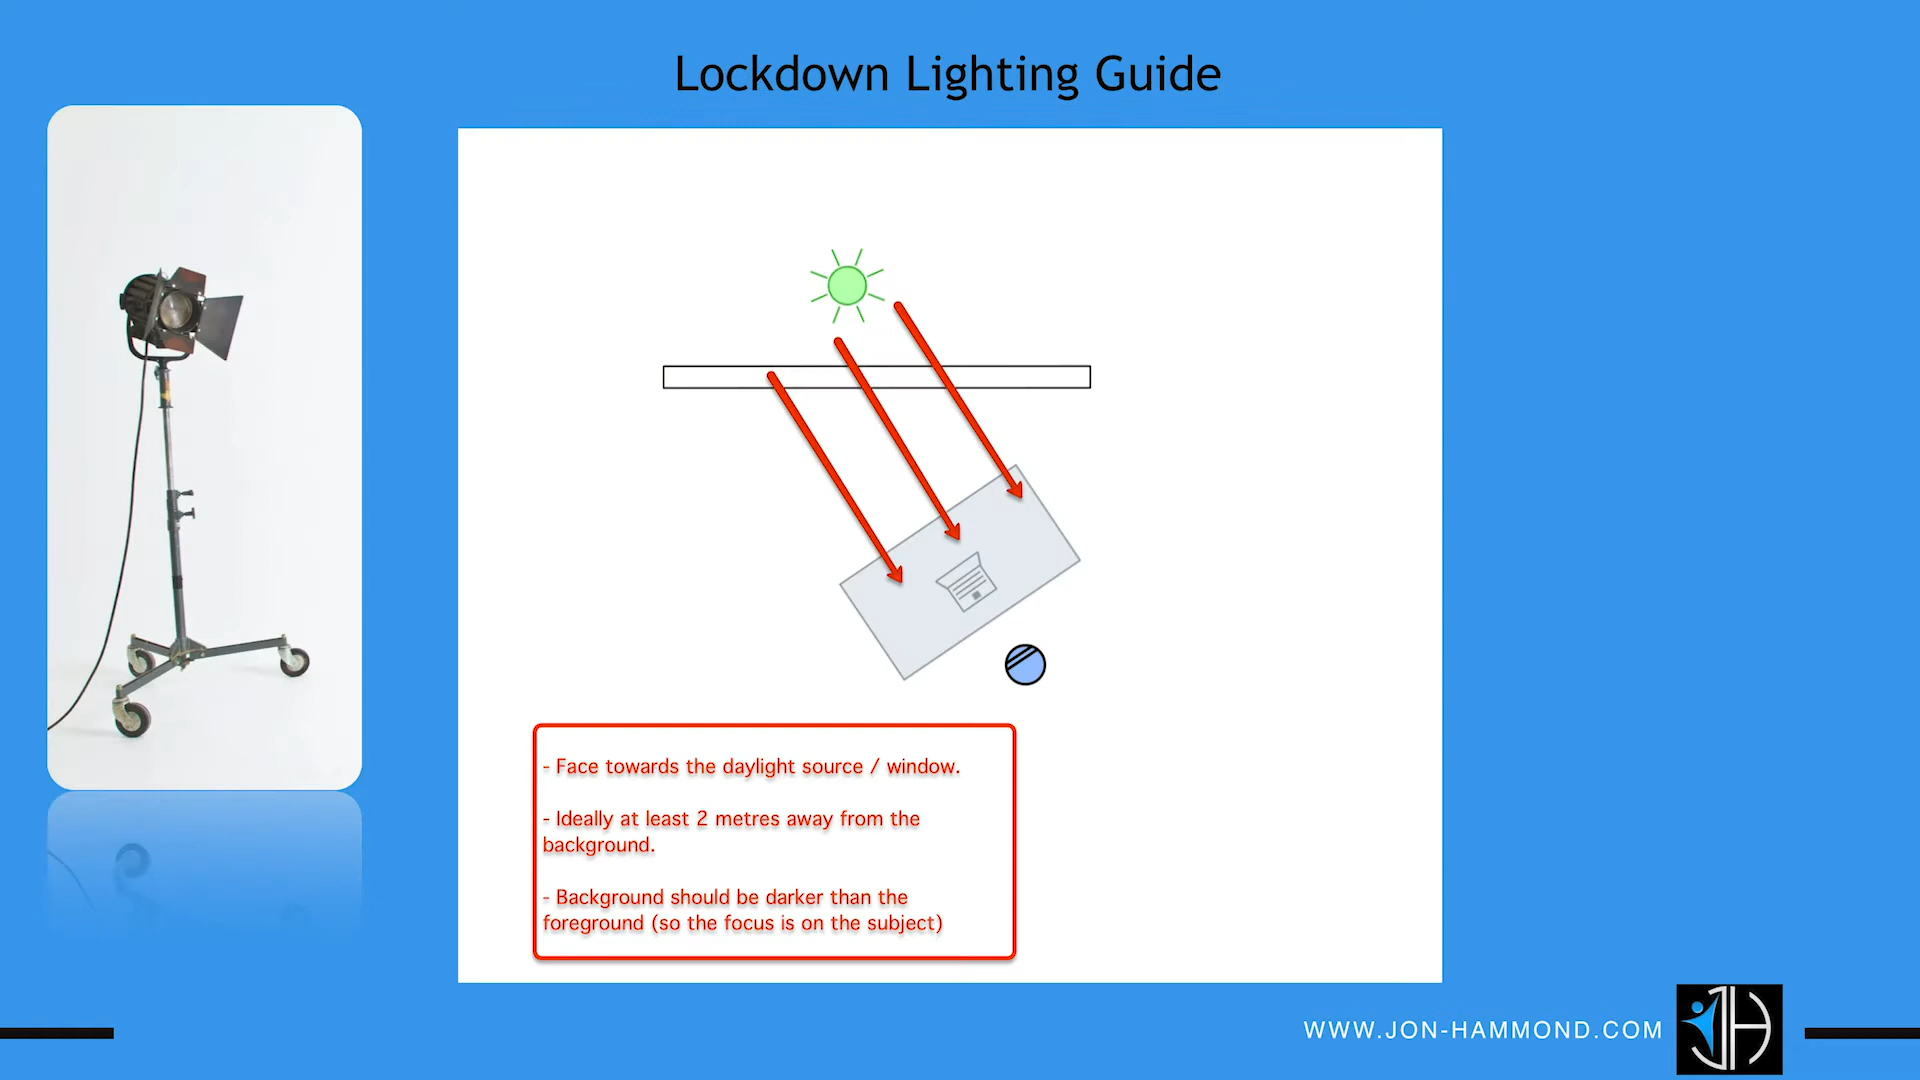 Lockdown Lighting Guide
- Face towards the daylight source / window.
- Ideally at least 2 metres away from the
background.
- Background should be darker than the
foreground (so the focus is on the subject)
WWW.JON-HAMMOND.COM
JH